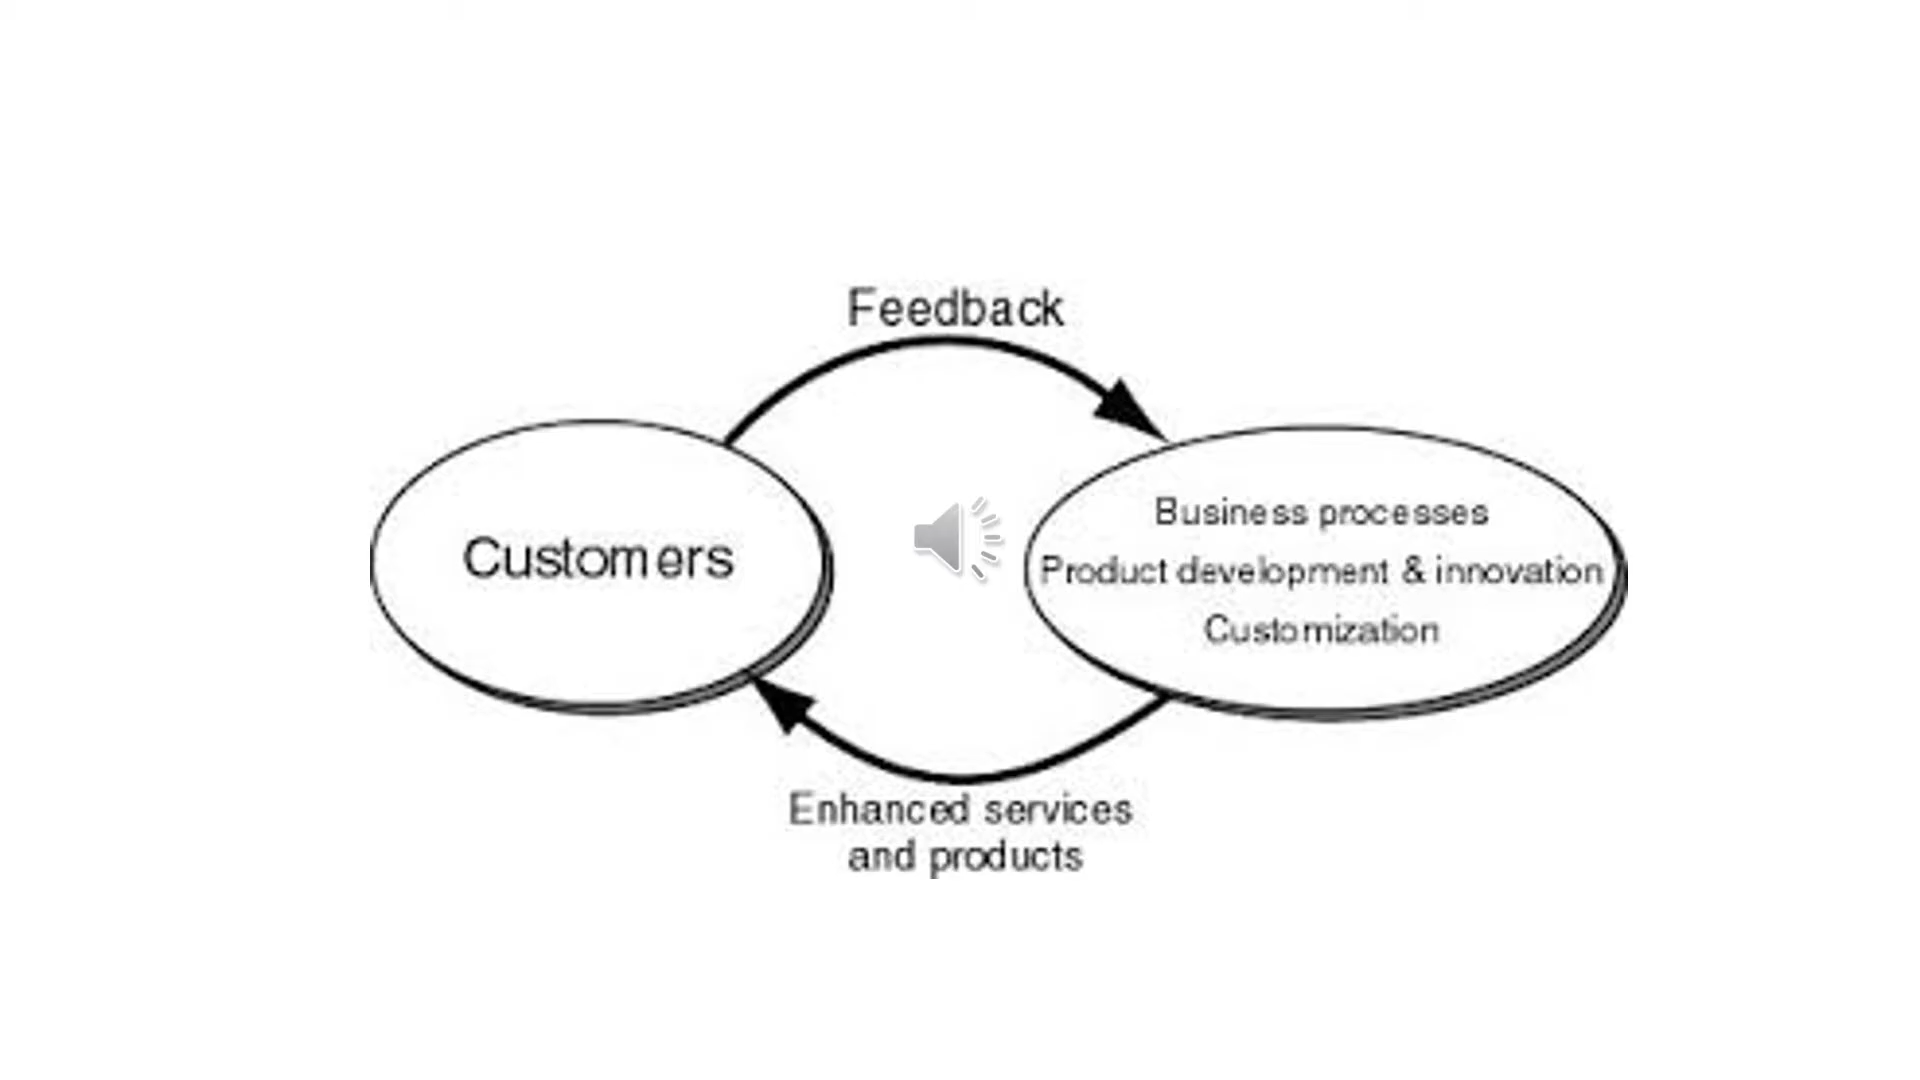 Feedback
Customers
Business processes
Product development & innovation
Customization
Enhanced services
and products